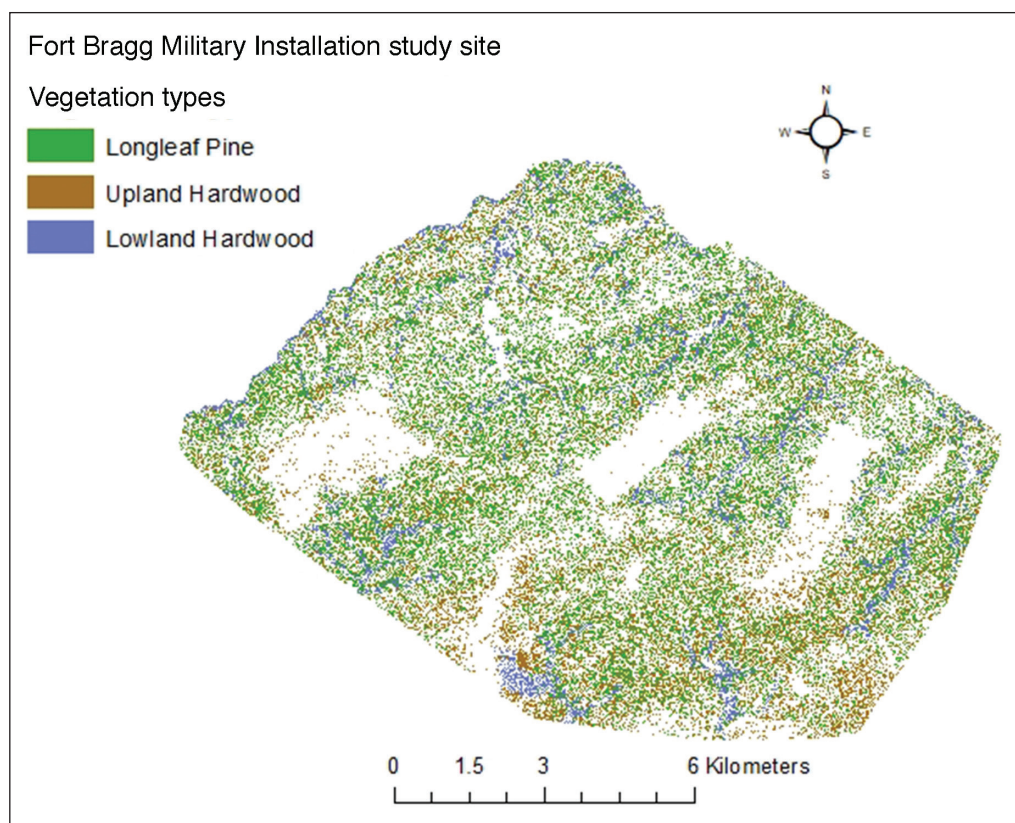 Fort Bragg Military Installation study site
Vegetation types
Longleaf Pine
Upland Hardwood
Lowland Hardwood
N
W E
S
0 1.5 3 6 Kilometers